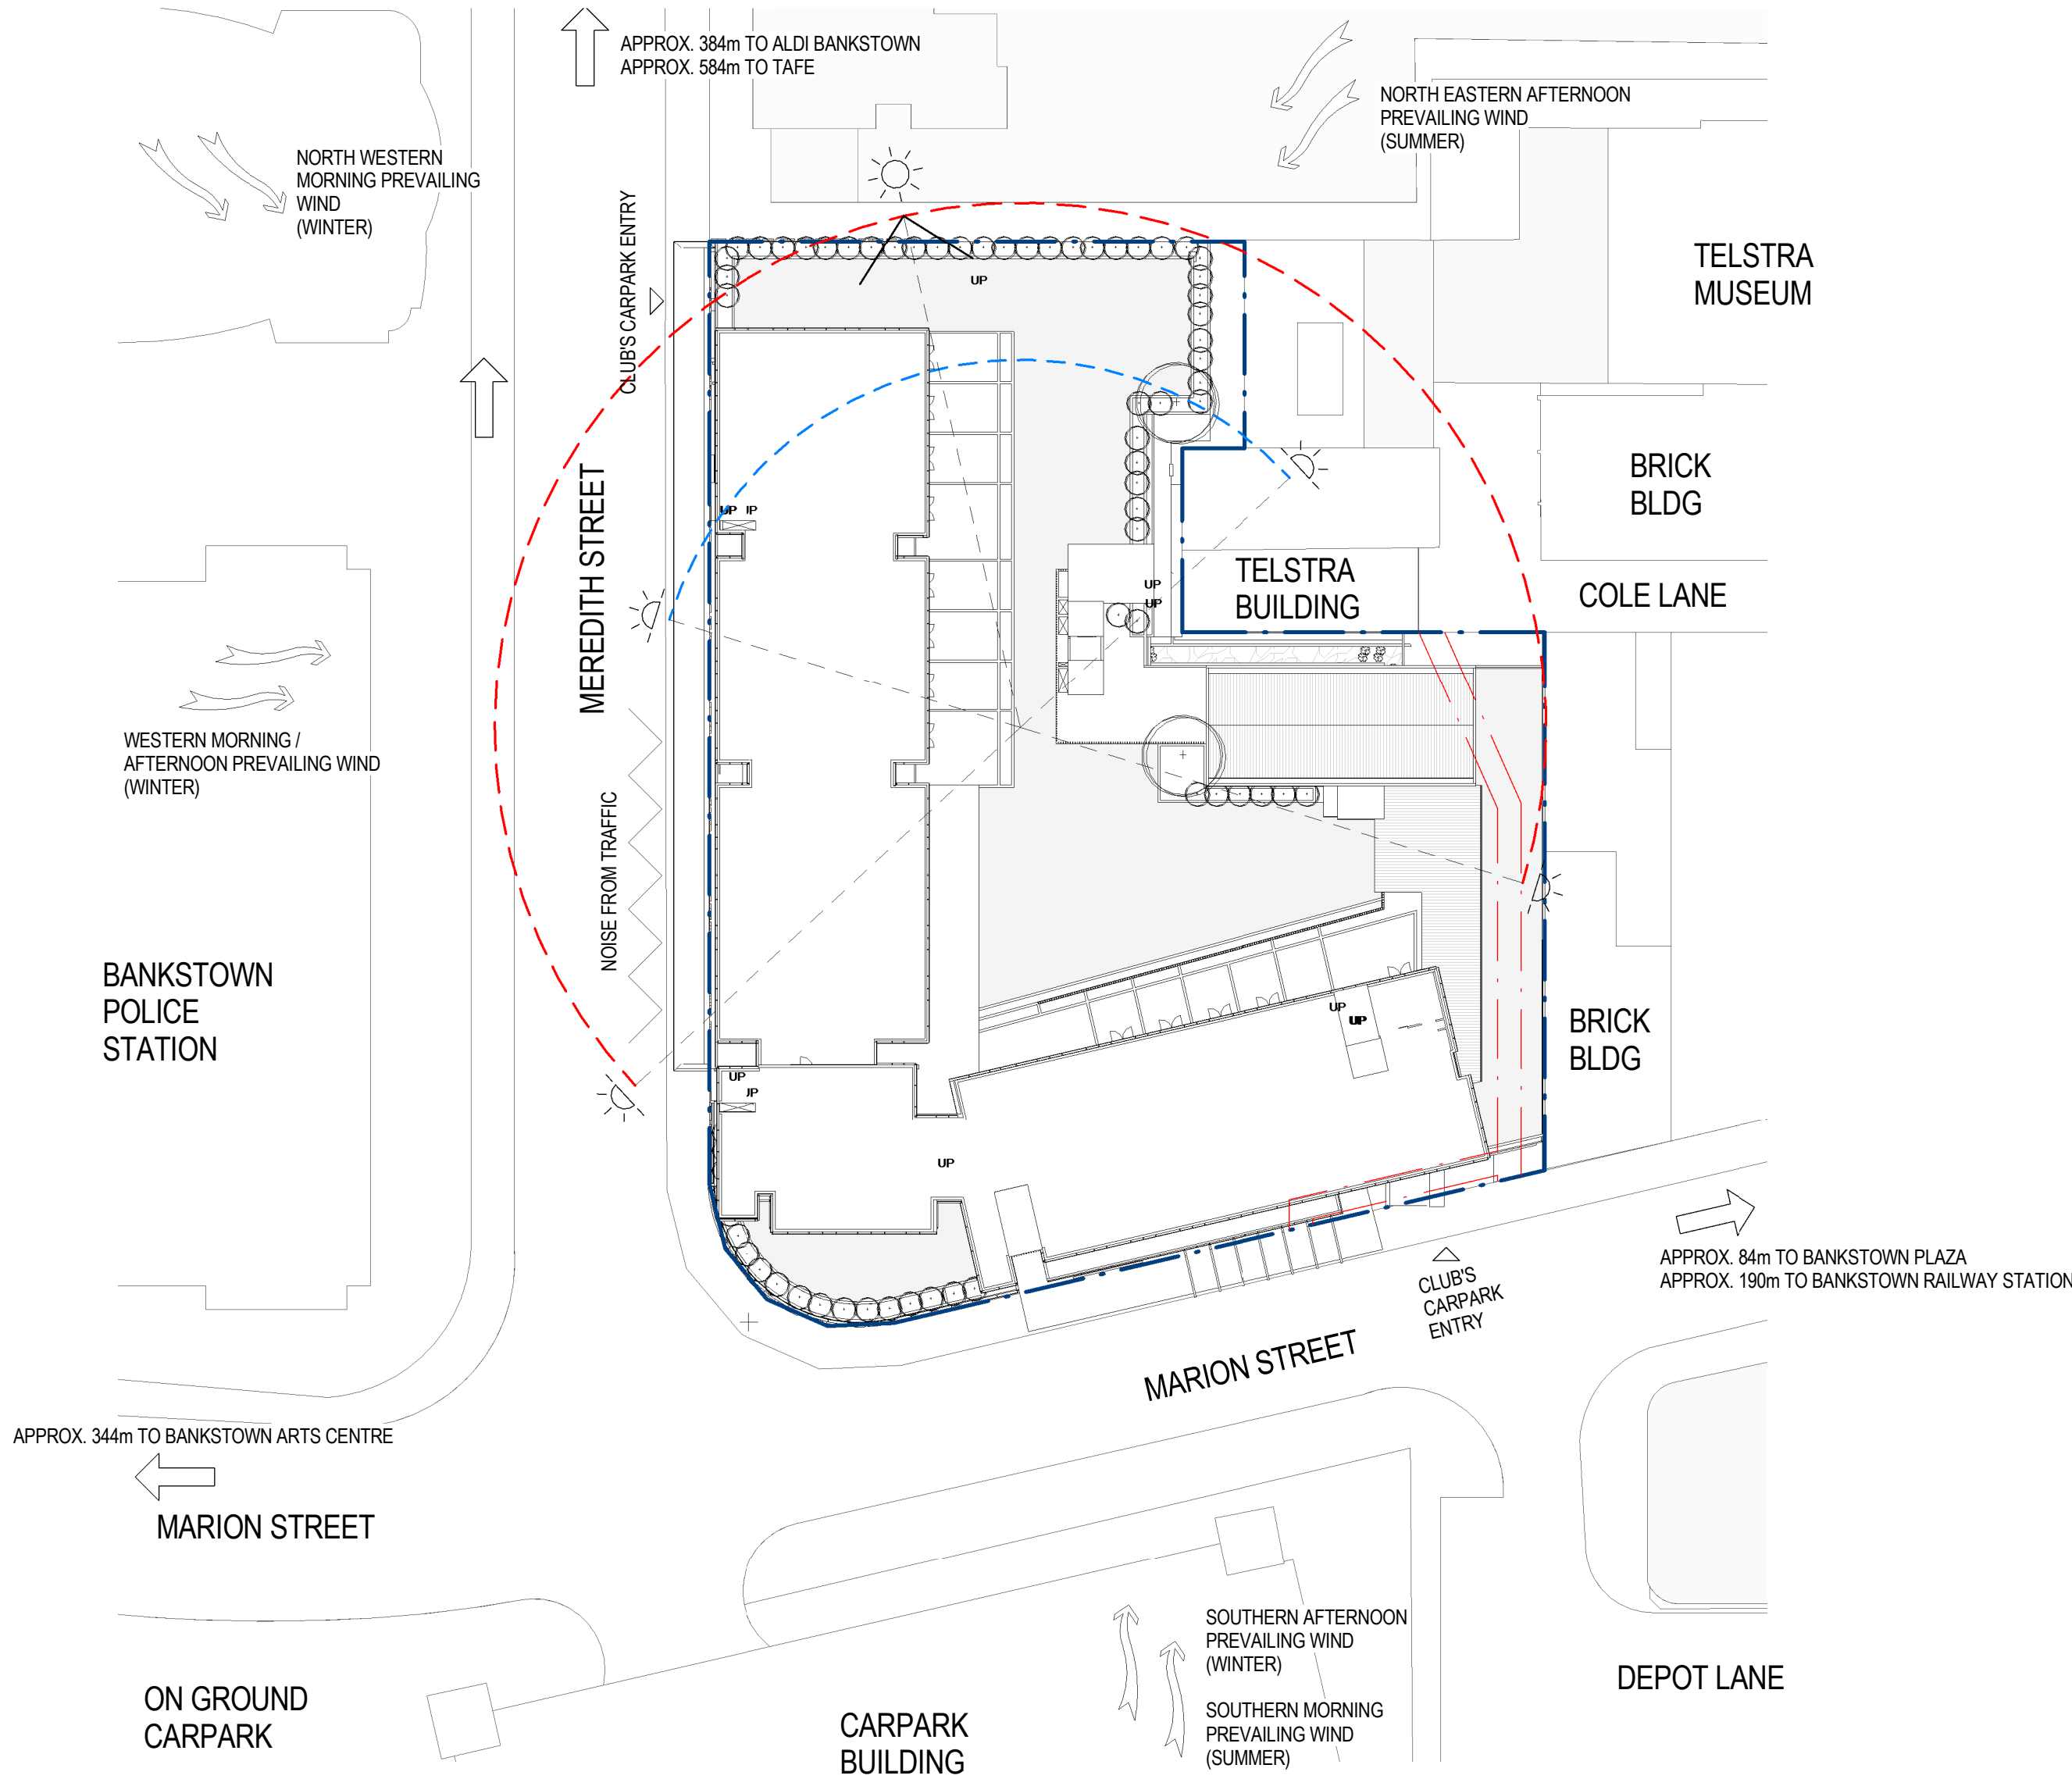 APPROX. 384m TO ALDI BANKSTOWN
APPROX. 584m TO TAFE
NORTH EASTERN AFTERNOON
PREVAILING WIND
(SUMMER)
NORTH WESTERN
MORNING PREVAILING
WIND
(WINTER)
CLUB'S CARPARK ENTRY
TELSTRA
MUSEUM
UP
BRICK
BLDG
MEREDITH STREET
UP
UP
TELSTRA
BUILDING
UP
UP
COLE LANE
WESTERN MORNING /
AFTERNOON PREVAILING WIND
(WINTER)
NOISE FROM TRAFFIC
BANKSTOWN
POLICE
STATION
UP
UP
BRICK
BLDG
UP
UP
UP
APPROX. 84m TO BANKSTOWN PLAZA
APPROX. 190m TO BANKSTOWN RAILWAY STATION
CLUB'S
CARPARK
ENTRY
MARION STREET
APPROX. 344m TO BANKSTOWN ARTS CENTRE
MARION STREET
SOUTHERN AFTERNOON
PREVAILING WIND
(WINTER)
DEPOT LANE
ON GROUND
CARPARK
SOUTHERN MORNING
PREVAILING WIND
(SUMMER)
CARPARK
BUILDING